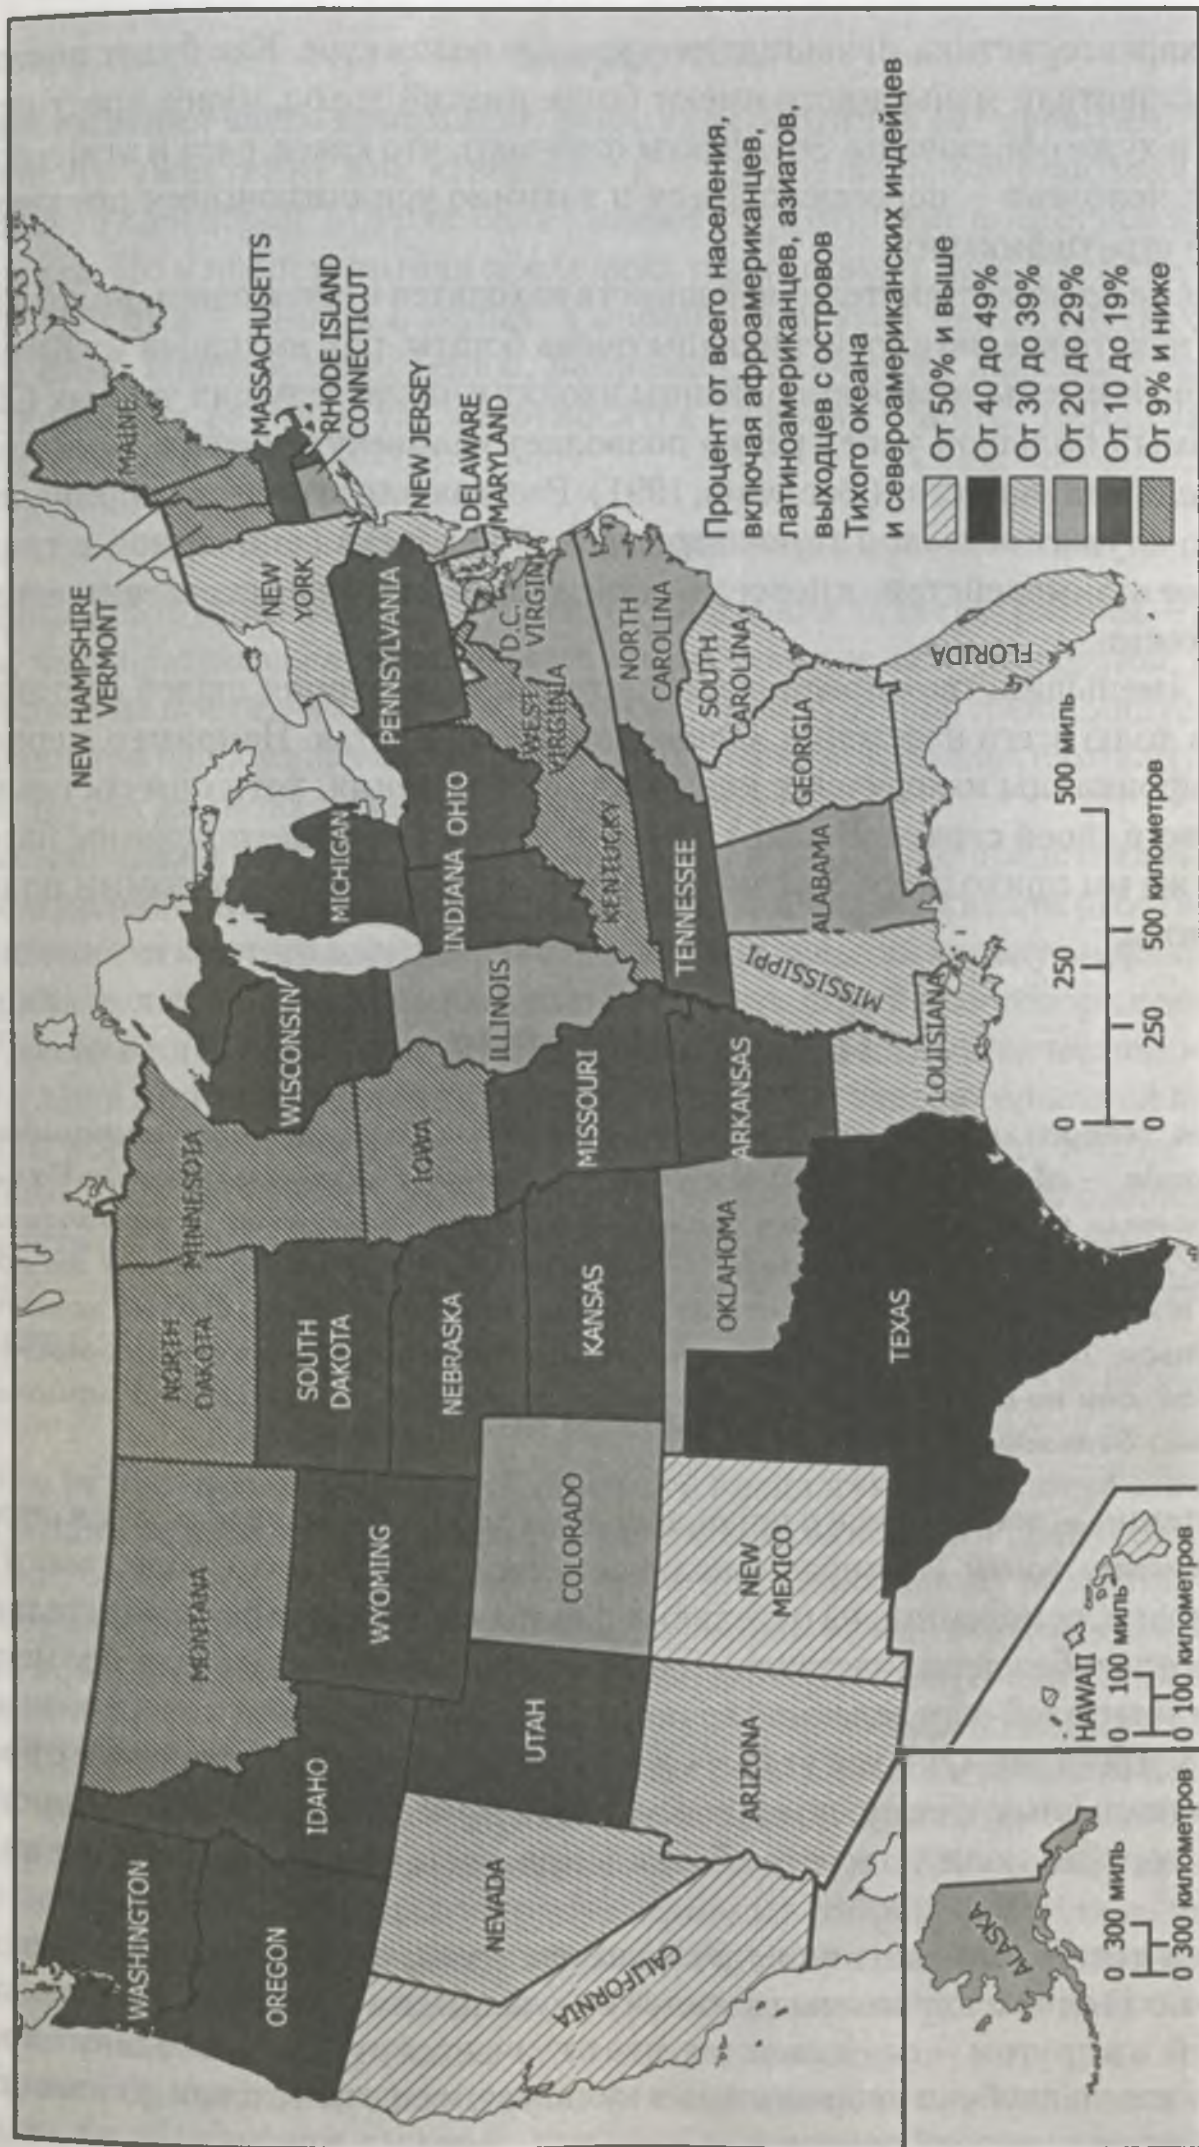 NEW HAMPSHIRE
VERMONT
MAINE
MASSACHUSETTS
RHODE ISLAND
CONNECTICUT
NEW
YORK
NEW JERSEY
PENNSYLVANIA
DELAWARE
MARYLAND
D.C.
VIRGINIA
WEST
VIRGINIA
NORTH
CAROLINA
SOUTH
CAROLINA
GEORGIA
FLORIDA
OHIO
INDIANA
MICHIGAN
KENTUCKY
TENNESSEE
ALABAMA
MISSISSIPPI
LOUISIANA
ILLINOIS
WISCONSIN
MINNESOTA
IOWA
MISSOURI
ARKANSAS
NORTH
DAKOTA
SOUTH
DAKOTA
NEBRASKA
KANSAS
OKLAHOMA
TEXAS
MONTANA
WYOMING
COLORADO
NEW
MEXICO
IDAHO
UTAH
ARIZONA
WASHINGTON
OREGON
NEVADA
CALIFORNIA
ALASKA
0 300 миль
0 300 километров
HAWAII
0 100 миль
0 100 километров
0 250 500 миль
0 250 500 километров
Процент от всего населения,
включая афроамериканцев,
латиноамериканцев, азиатов,
выходцев с островов
Тихого океана
и североамериканских индейцев
От 50% и выше
От 40 до 49%
От 30 до 39%
От 20 до 29%
От 10 до 19%
От 9% и ниже